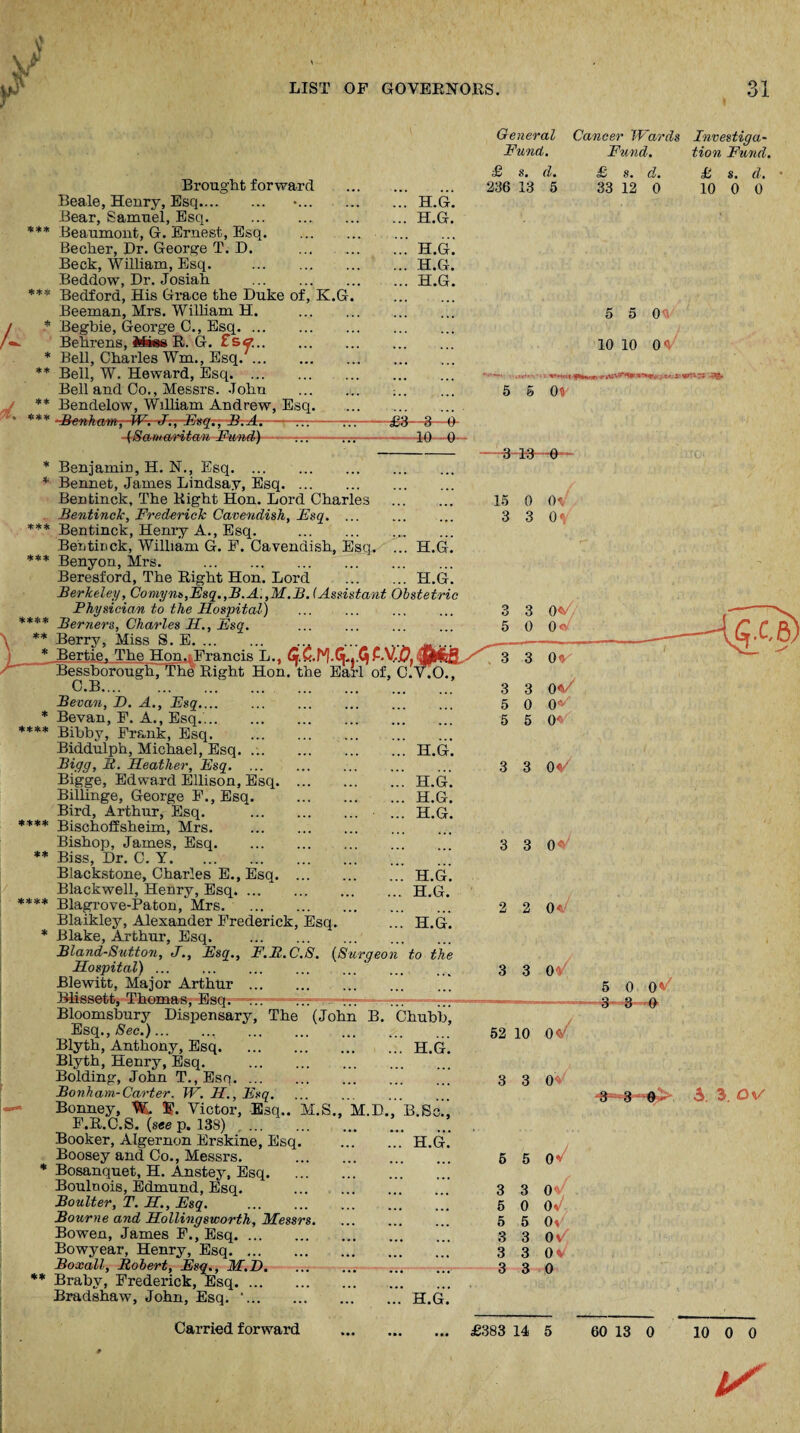 LIST OF GOVERNORS. 31
General Fund. Cancer Wards Fund. Investigation Fund.
£ s. d. £ s. d. £ s. d.
Brought forward ... ... ... ... 236 13 5 33 12 0 10 0 0
Beale, Henry, Esq.... ... ... ... ... H.G.
Bear, Samuel, Esq. ... ... ... ... H.G.
*** Beaumont, G. Ernest, Esq. ... ... ... ...
Becher, Dr. George T. D. ... ... ... H.G.
Beck, William, Esq. ... ... ... ... H.G.
Beddow, Dr. Josiah ... ... ... ... H.G.
*** Bedford, His Grace the Duke of, K.G. ... ...
Beeman, Mrs. William H. ... ... ... ... 5 5 0
* Begbie, George C., Esq. ... ... ... ... ...
Behrens, Miss R. G. Esq... ... ... ... ... 10 10 0
* Bell, Charles Wm., Esq. ... ... ... ... ...
** Bell, W. Heward, Esq. ... ... ... ... ...
Bell and Co., Messrs. John ... ... ... ... 5 5 0
** Bendelow, William Andrew, Esq. ... ... ...
*** Benham, W. J., Esq., B.A. ... ... £3 3 0
(Samaritan Fund) ... ... 10 0
3 13 0
* Benjamin, H. N., Esq. ... ... ... ... ...
* Bennet, James Lindsay, Esq. ... ... ... ...
Bentinck, The Right Hon. Lord Charles ... ... 15 0 0
Bentinck, Frederick Cavendish, Esq. ... ... ... 3 3 0
*** Bentinck, Henry A., Esq. ... ... ... ...
Bentinck, William G. F. Cavendish, Esq. ... H.G.
*** Benyon, Mrs. ... ... ... ... ... ...
Beresford, The Right Hon. Lord ... ... H.G.
Berkeley, Comyns, Esq., B.A., M.B. (Assistant Obstetric
Physician to the Hospital) ... ... ... ... 3 3 0
**** Berners, Charles H., Esq. ... ... ... ... 5 0 0
** Berry, Miss S. E. ... ... ... G.C.B)
* Bertie, The Hon. Francis L., G.C.M.G., G.C.V.O, 3 3 0
Bessborough, The Right Hon. the Earl of, C.V.O.,
C.B.... ... ... ... ... ... ... ... 3 3 0
Bevan, D. A., Esq.... ... ... ... ... ... 5 0 0
* Bevan, F. A., Esq.... ... ... ... ... ... 5 5 0
**** Bibby, Frank, Esq. ... ... ... ... ...
Biddulph, Michael, Esq. ... ... ... ... H.G.
Bigg, R. Heather, Esq. ... ... ... ... ... 3 3 0
Bigge, Edward Ellison, Esq. ... ... ... H.G.
Billinge, George F., Esq. ... ... ... H.G.
Bird, Arthur, Esq. ... ... ... ... H.G.
**** Bischoffsheim, Mrs. ... ... ... ... ...
Bishop, James, Esq. ... ... ... ... ... 3 3 0
** Biss, Dr. C. Y. ... ... ... ... ... ...
Blackstone, Charles E., Esq. ... ... ... H.G.
Blackwell, Henry, Esq. ... ... ... ... H.G.
**** Blagrove-Paton, Mrs. ... ... ... ... ... 2 2 0
Blaikley, Alexander Frederick, Esq. ... H.G.
* Blake, Arthur, Esq. ... ... ... ... ...
Bland-Sutton, J., Esq., F.R.C.S. (Surgeon to the
Hospital) ... ... ... ... ... ... ... 3 3 0
Blewitt, Major Arthur ... ... ... ... ... 5 0 0
Blissett, Thomas, Esq. ... ... ... ... ... 3 3 0
Bloomsbury Dispensary, The (John B. Chubb,
Esq., Sec.)... ... ... ... ... ... ... 52 10 0
Blyth, Anthony, Esq. ... ... ... ... H.G.
Blyth, Henry, Esq. ... ... ... ... ...
Bolding, John T., Esq. ... ... ... ... ... 3 3 0
Bonham-Carter. W. H., Esq. ... ... ... ... 3 3 0 3. 3. 0
Bonney, W. F. Victor, Esq.. M.S., M.D., B.Sc.,
F.R.C.S. (see p. 138) ... ... ... ... ...
Booker, Algernon Erskine, Esq. ... ... H.G.
Boosey and Co., Messrs. ... ... ... ... 5 5 0
* Bosanquet, H. Anstey, Esq. ... ... ... ...
Boulnois, Edmund, Esq. ... ... ... ... ... 3 3 0
Boulter, T. H., Esq. ... ... ... ... ... 5 0 0
Bourne and Hollingsworth, Messrs. ... ... ... 5 5 0
Bowen, James F., Esq. ... ... ... ... ... 3 3 0
Bowyear, Henry, Esq. ... ... ... ... ... 3 3 0
Boxall, Robert, Esq., M.D. ... ... ... ... 3 3 0
** Braby, Frederick, Esq. ... ... ... ... ...
Bradshaw, John, Esq. ... ... ... ... H.G.
Carried forward ... ... ... £383 14 5 60 13 0 10 0 0